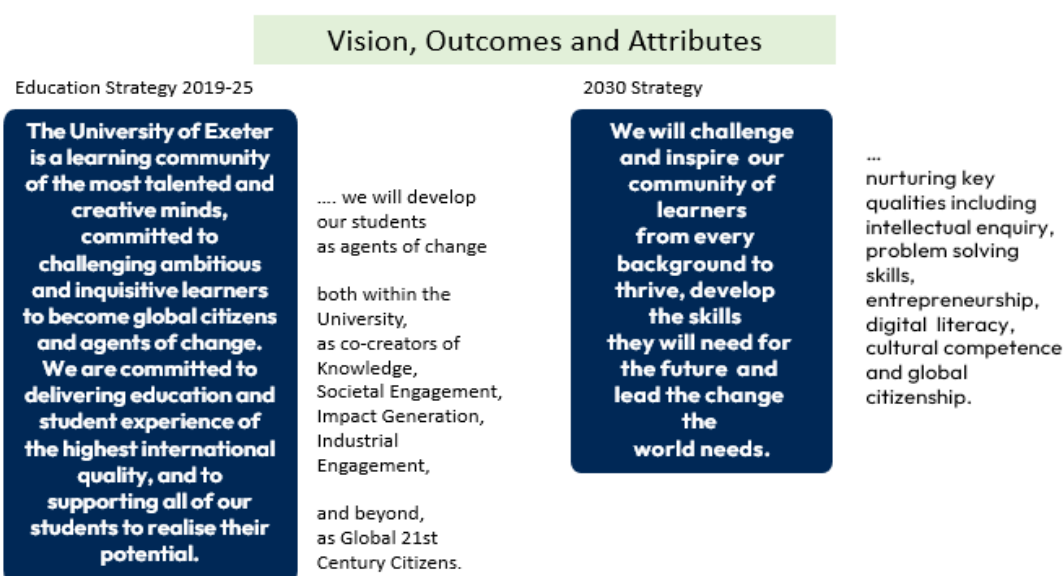 Vision, Outcomes and Attributes
Education Strategy 2019-25
The University of Exeter
is a learning community
of the most talented and
creative minds,
committed to
challenging ambitious
and inquisitive learners
to become global citizens
and agents of change.
We are committed to
delivering education and
student experience of
the highest international
quality, and to
supporting all of our
students to realise their
potential.
.... we will develop
our students
as agents of change
both within the
University,
as co-creators of
Knowledge,
Societal Engagement,
Impact Generation,
Industrial
Engagement,
and beyond,
as Global 21st
Century Citizens.
2030 Strategy
We will challenge
and inspire our
community of
learners
from every
background to
thrive, develop
the skills
they will need for
the future and
lead the change
the
world needs.
...
nurturing key
qualities including
intellectual enquiry,
problem solving
skills,
entrepreneurship,
digital literacy,
cultural competence
and global
citizenship.